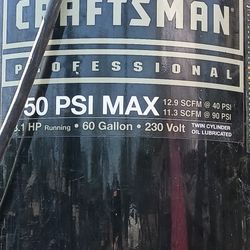 CRAFTSMAN
PROFESSIONAL
50 PSI MAX 12.9 SCFM @ 40 PSI
11.3 SCFM @ 90 PSI
.1 HP Running • 60 Gallon • 230 Volt TWIN CYLINDER
OIL LUBRICATED